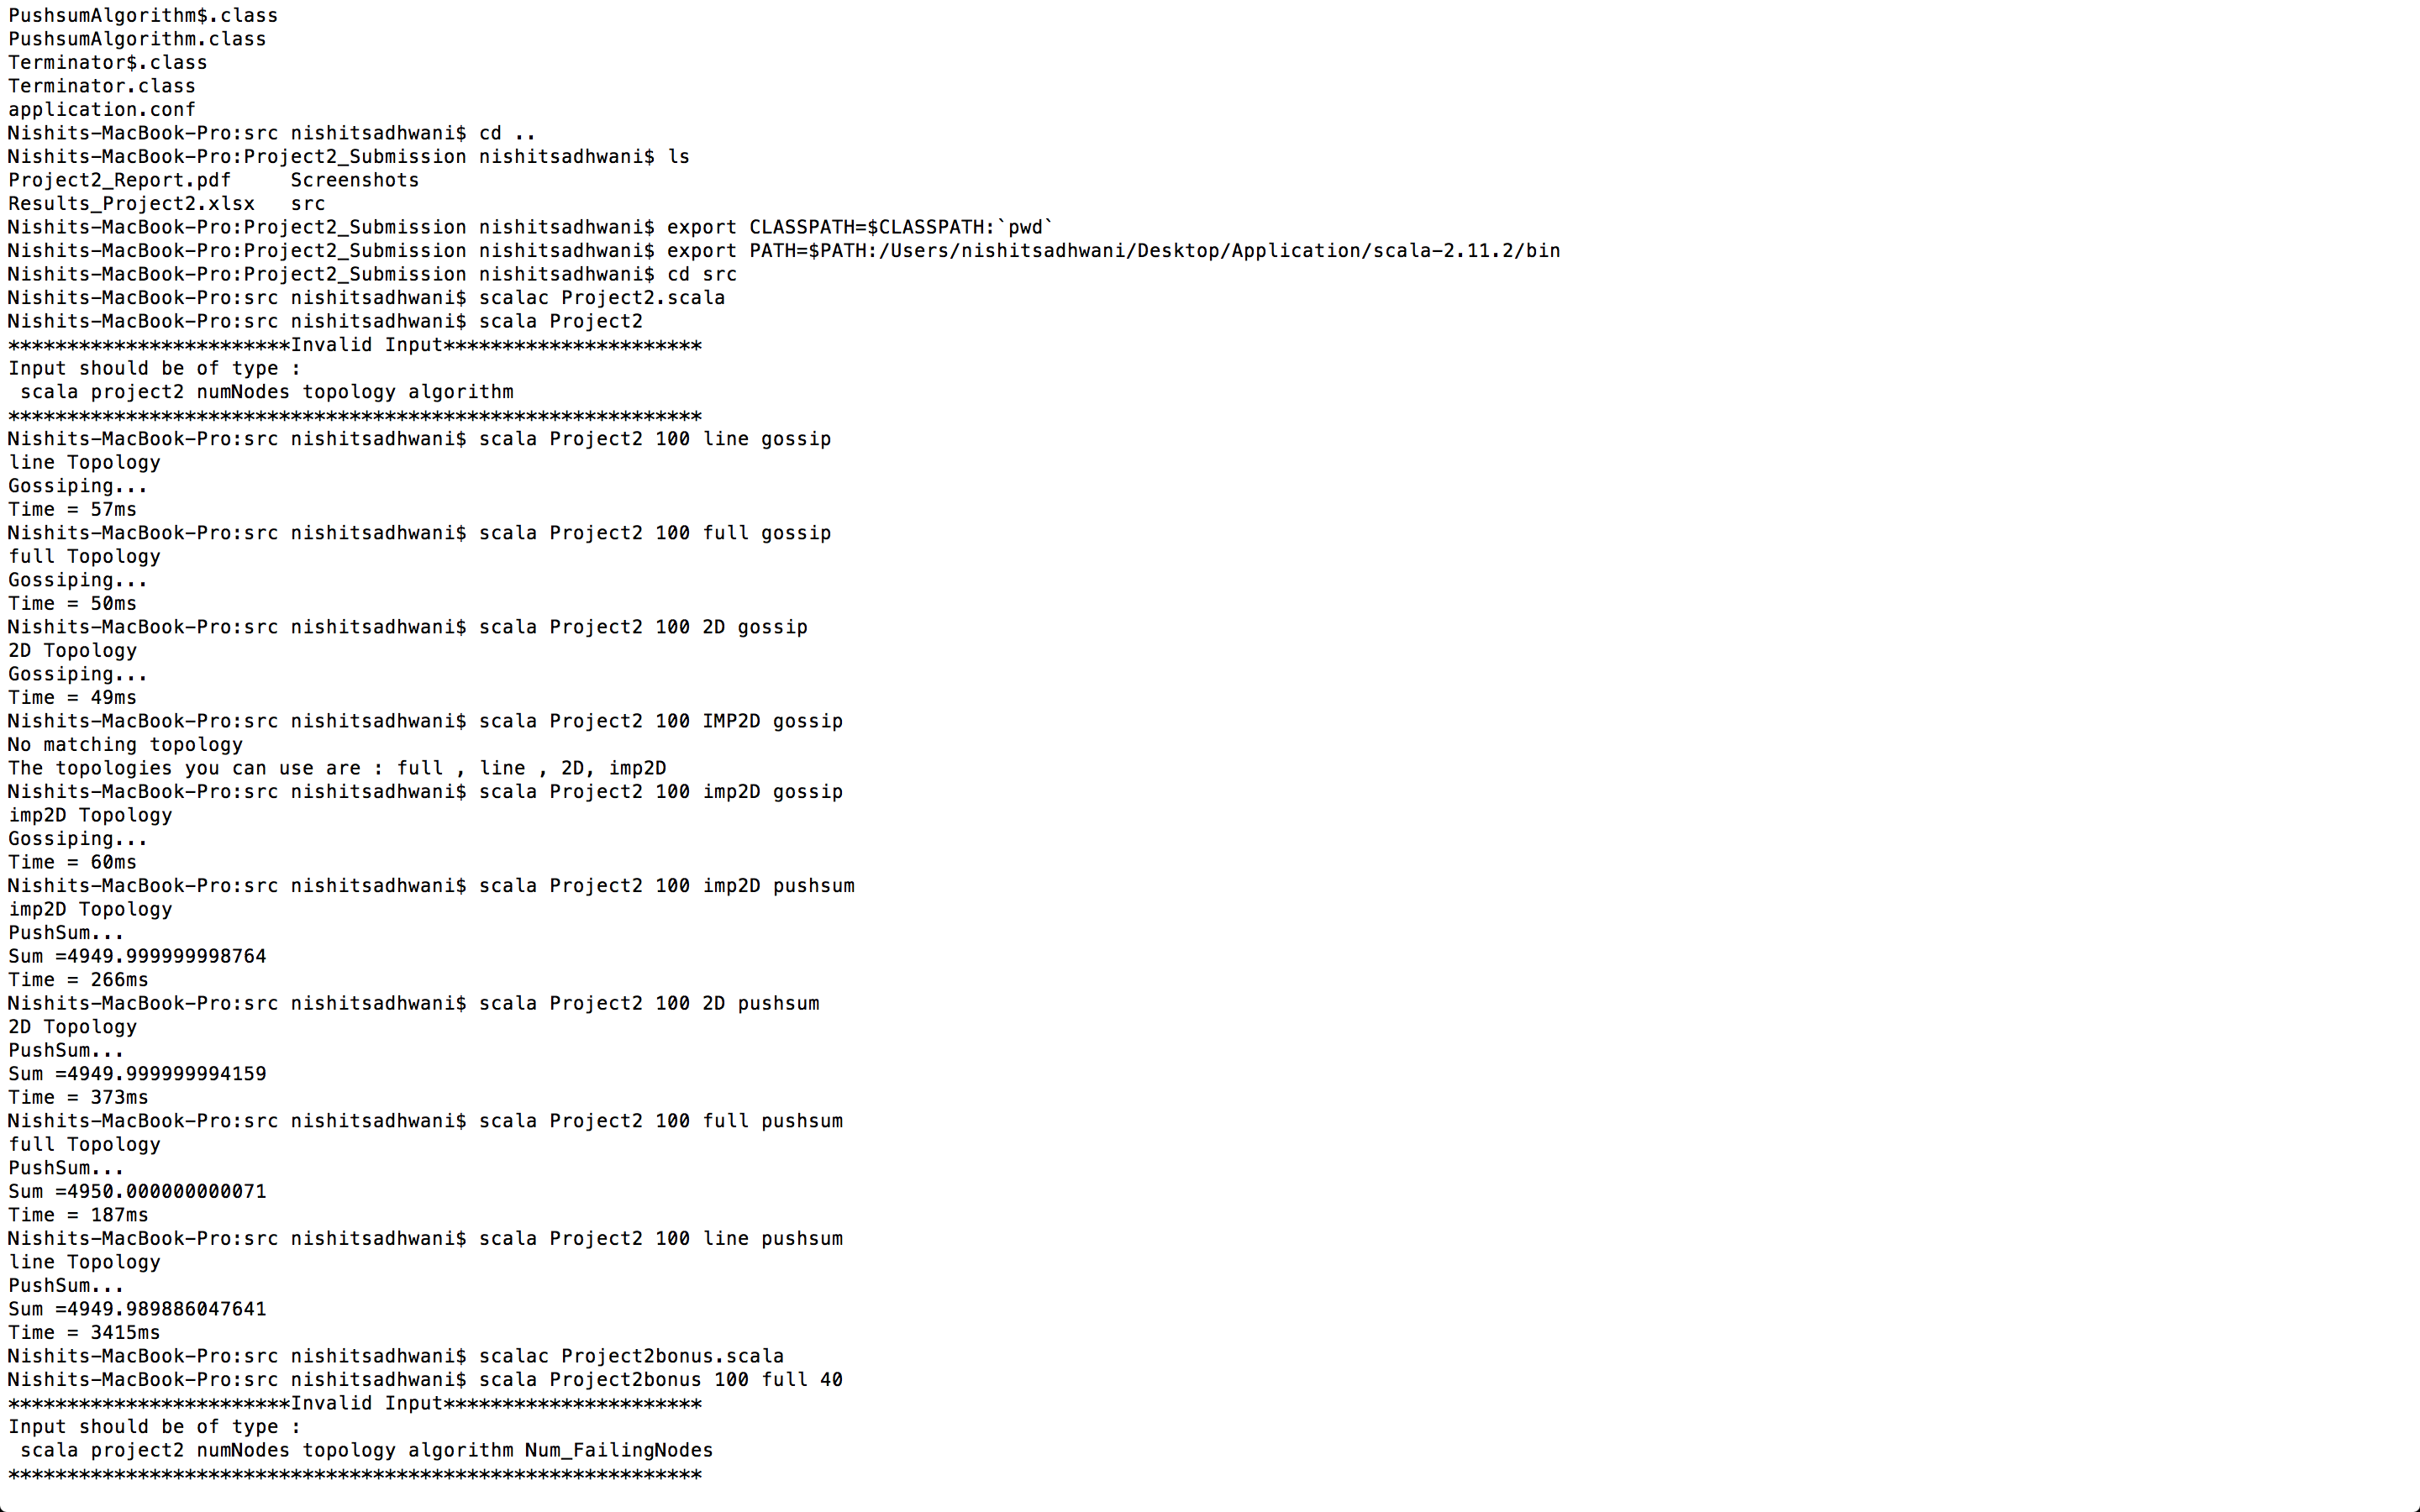 PushsumAlgorithm$.class
PushsumAlgorithm.class
Terminator$.class
Terminator.class
application.conf
Nishits-MacBook-Pro:src nishitsadhwani$ cd ..
Nishits-MacBook-Pro:Project2_Submission nishitsadhwani$ ls
Project2_Report.pdf     Screenshots
Results_Project2.xlsx   src
Nishits-MacBook-Pro:Project2_Submission nishitsadhwani$ export CLASSPATH=$CLASSPATH:`pwd`
Nishits-MacBook-Pro:Project2_Submission nishitsadhwani$ export PATH=$PATH:/Users/nishitsadhwani/Desktop/Application/scala-2.11.2/bin
Nishits-MacBook-Pro:Project2_Submission nishitsadhwani$ cd src
Nishits-MacBook-Pro:src nishitsadhwani$ scalac Project2.scala
Nishits-MacBook-Pro:src nishitsadhwani$ scala Project2
************************Invalid Input**********************
Input should be of type :
 scala project2 numNodes topology algorithm
***********************************************************
Nishits-MacBook-Pro:src nishitsadhwani$ scala Project2 100 line gossip
line Topology
Gossiping...
Time = 57ms
Nishits-MacBook-Pro:src nishitsadhwani$ scala Project2 100 full gossip
full Topology
Gossiping...
Time = 50ms
Nishits-MacBook-Pro:src nishitsadhwani$ scala Project2 100 2D gossip
2D Topology
Gossiping...
Time = 49ms
Nishits-MacBook-Pro:src nishitsadhwani$ scala Project2 100 IMP2D gossip
No matching topology
The topologies you can use are : full , line , 2D, imp2D
Nishits-MacBook-Pro:src nishitsadhwani$ scala Project2 100 imp2D gossip
imp2D Topology
Gossiping...
Time = 60ms
Nishits-MacBook-Pro:src nishitsadhwani$ scala Project2 100 imp2D pushsum
imp2D Topology
PushSum...
Sum =4949.999999998764
Time = 266ms
Nishits-MacBook-Pro:src nishitsadhwani$ scala Project2 100 2D pushsum
2D Topology
PushSum...
Sum =4949.999999994159
Time = 373ms
Nishits-MacBook-Pro:src nishitsadhwani$ scala Project2 100 full pushsum
full Topology
PushSum...
Sum =4950.000000000071
Time = 187ms
Nishits-MacBook-Pro:src nishitsadhwani$ scala Project2 100 line pushsum
line Topology
PushSum...
Sum =4949.989886047641
Time = 3415ms
Nishits-MacBook-Pro:src nishitsadhwani$ scalac Project2bonus.scala
Nishits-MacBook-Pro:src nishitsadhwani$ scala Project2bonus 100 full 40
************************Invalid Input**********************
Input should be of type :
 scala project2 numNodes topology algorithm Num_FailingNodes
***********************************************************